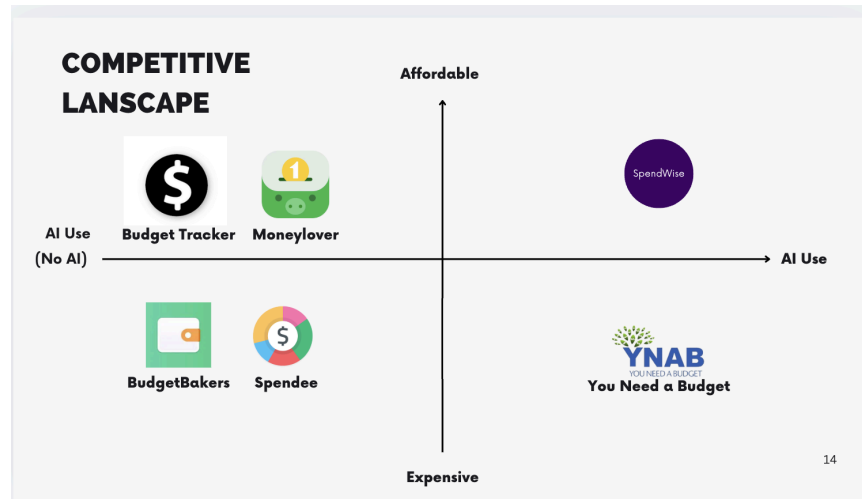 COMPETITIVE
LANSCAPE
Affordable
$
1
SpendWise
Budget Tracker
Moneylover
AI Use
(No AI)
AI Use
$
YNAB
YOU NEED A BUDGET
BudgetBakers
Spendee
You Need a Budget
Expensive
14